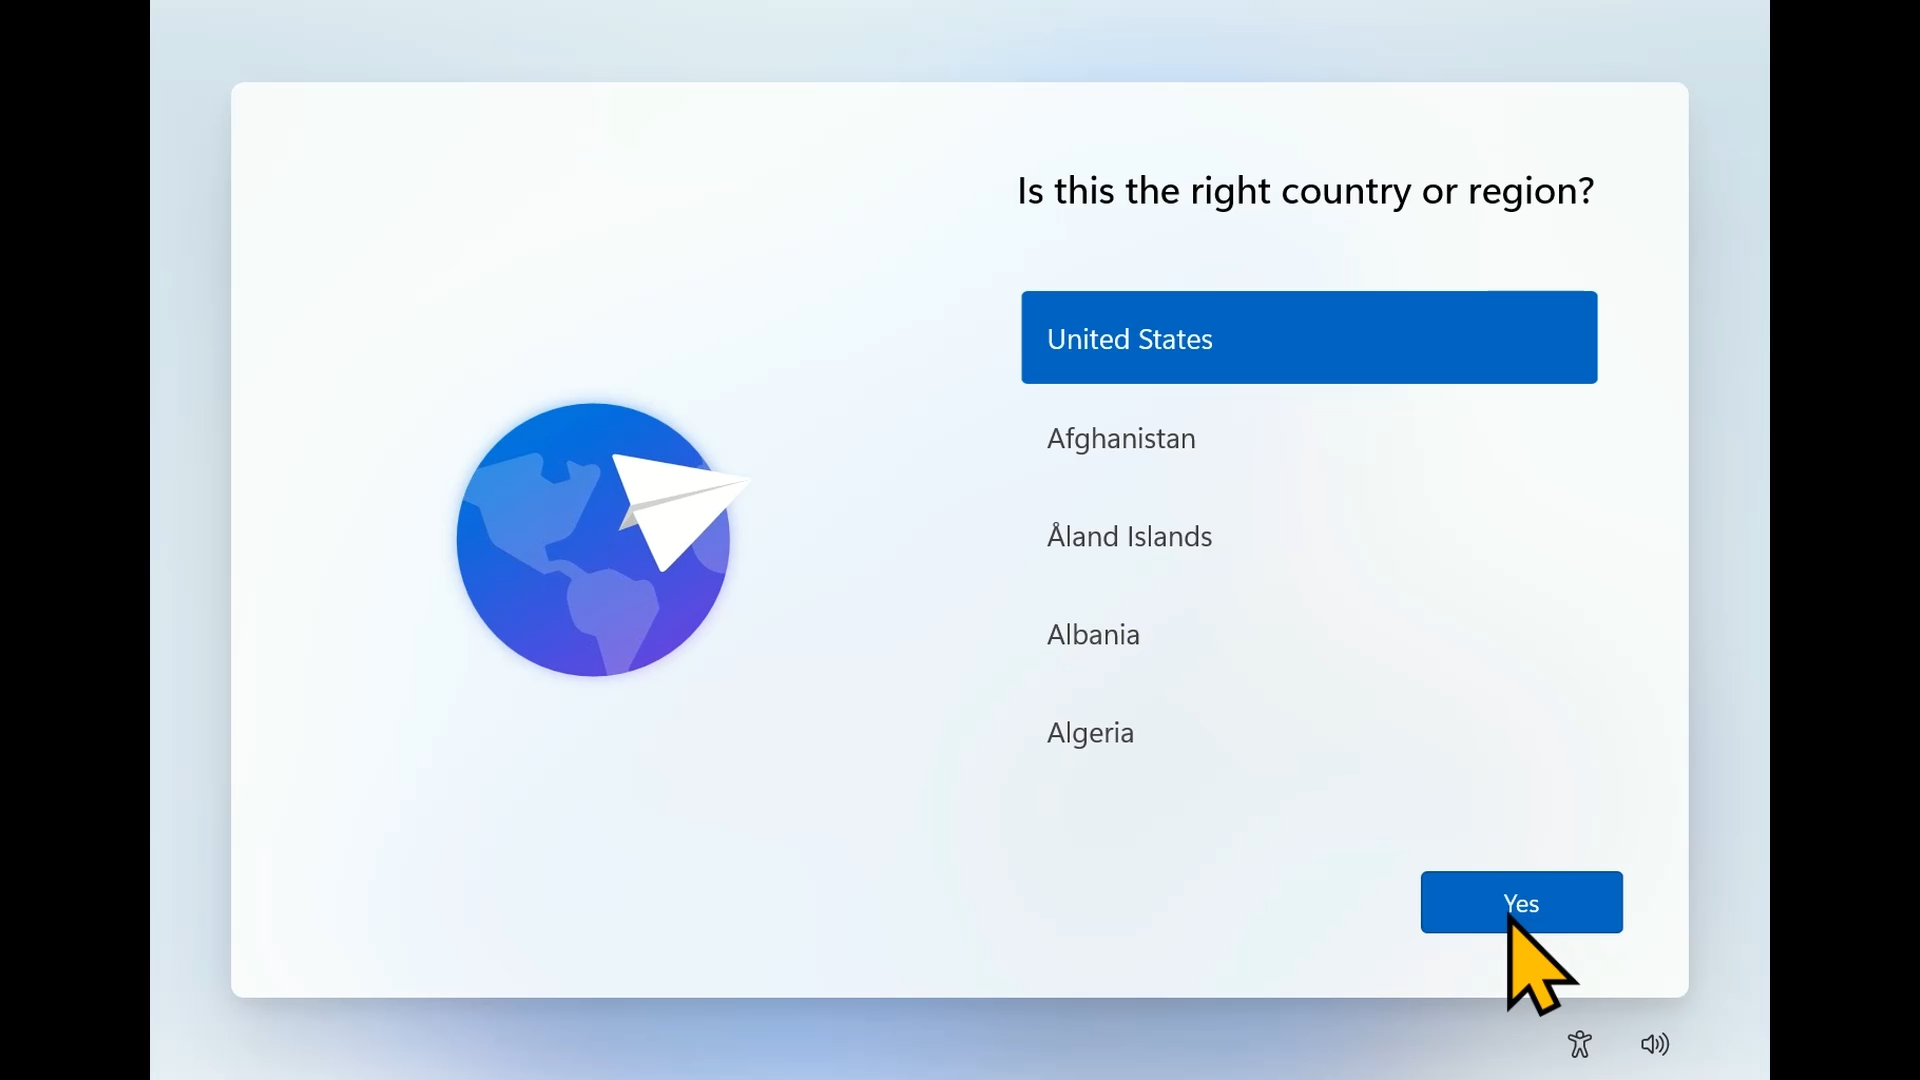 Is this the right country or region?
United States
Afghanistan
Åland Islands
Albania
Algeria
Yes